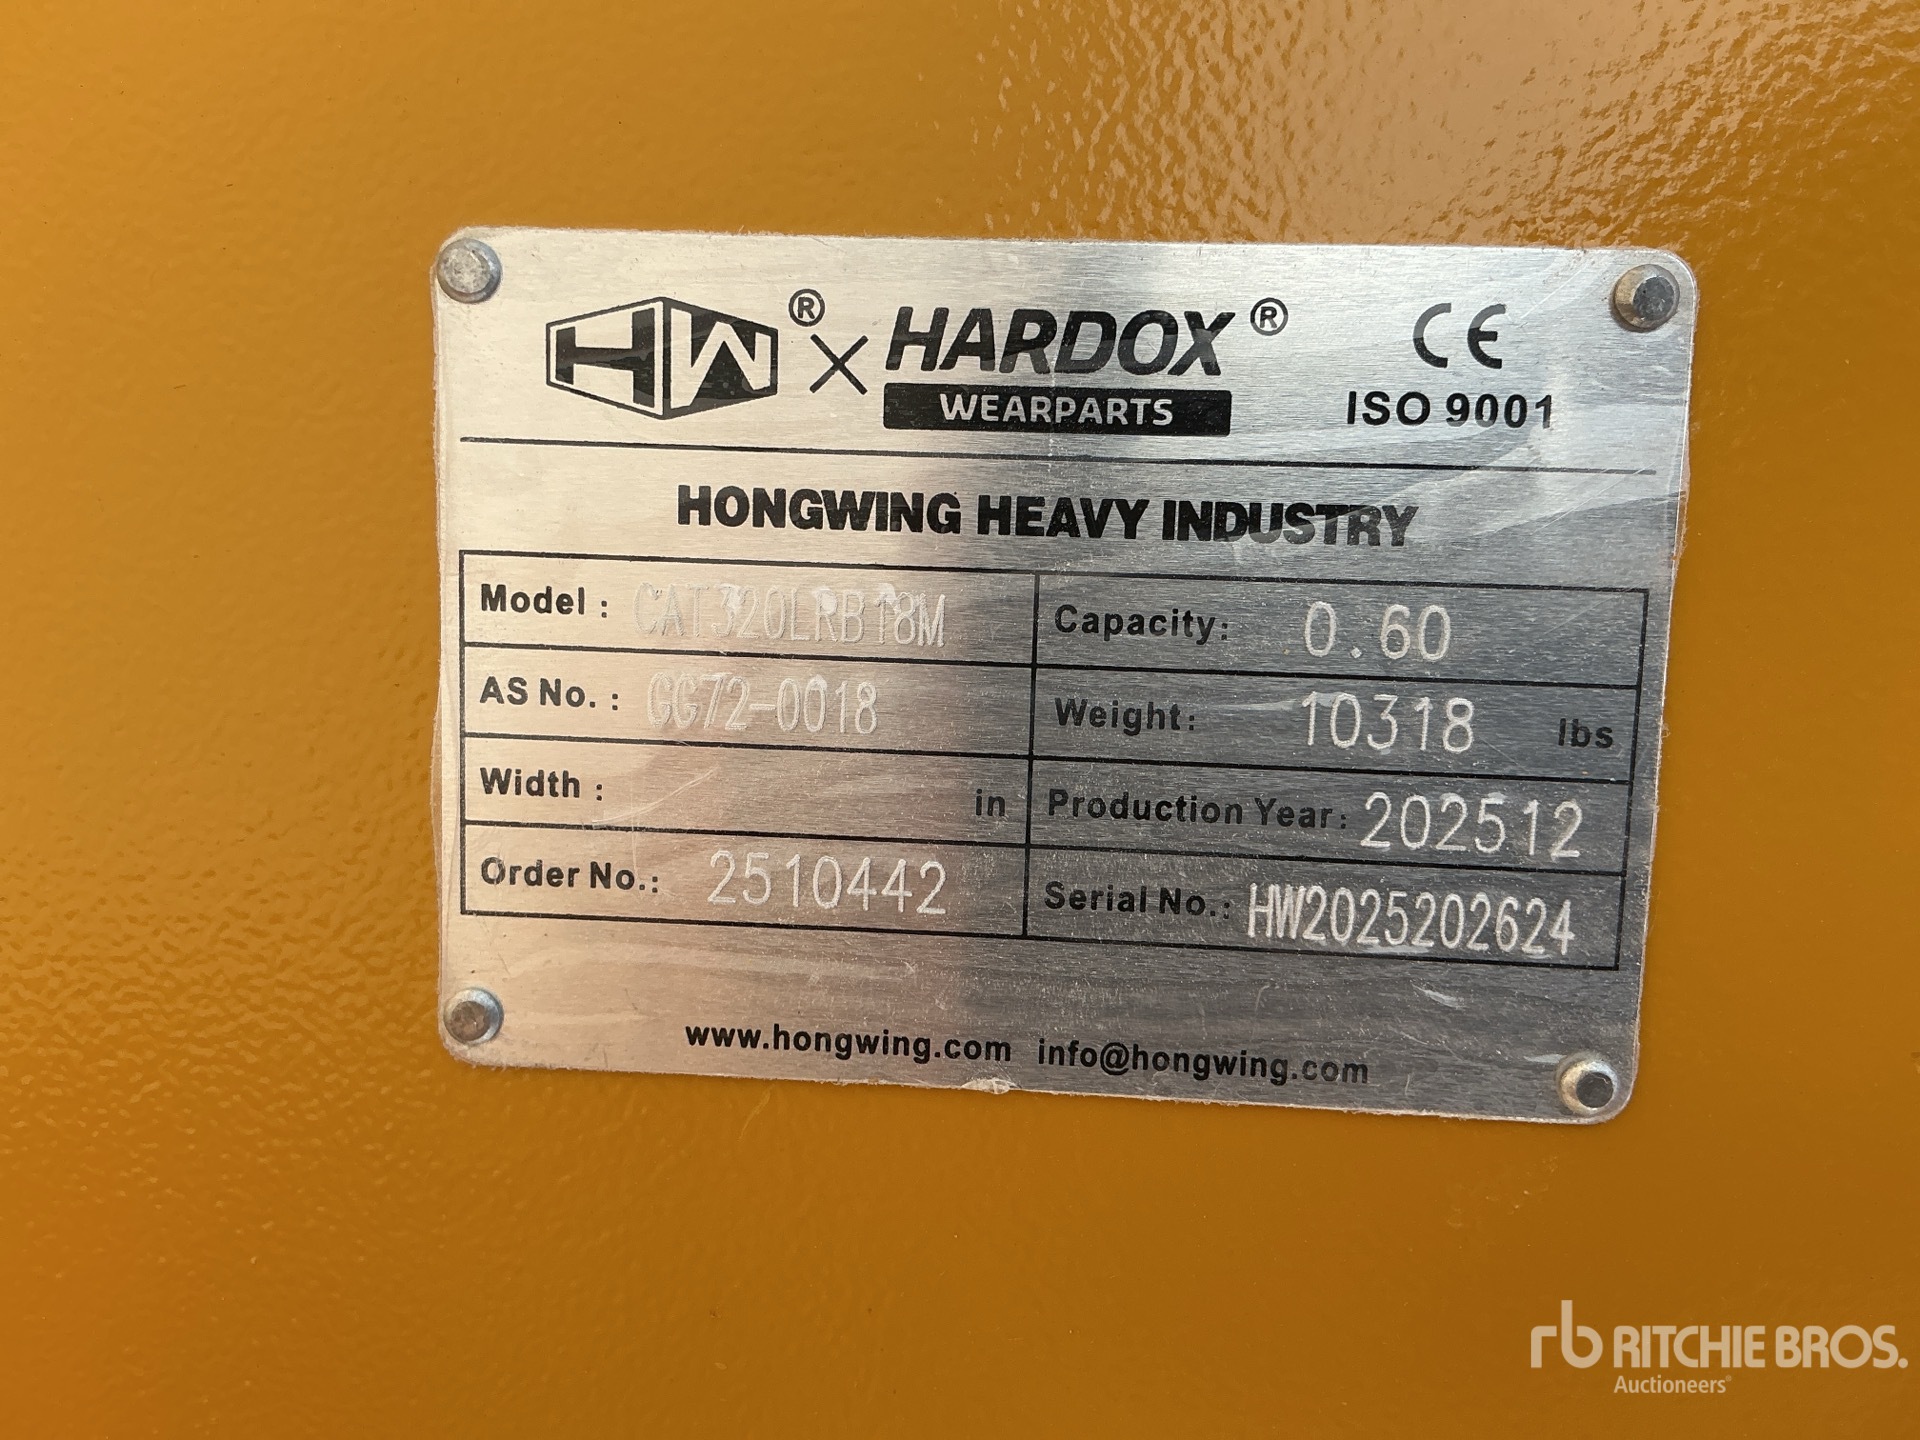 HW® × HARDOX® CE
WEARPARTS ISO 9001
HONGWING HEAVY INDUSTRY
Model : CAT320LRB18M Capacity: 0.60
AS No. : GG72-0018 Weight: 10318 lbs
Width : in Production Year: 202512
Order No.: 2510442 Serial No.: HW2025202624
www.hongwing.com info@hongwing.com
rb RITCHIE BROS.
Auctioneers®